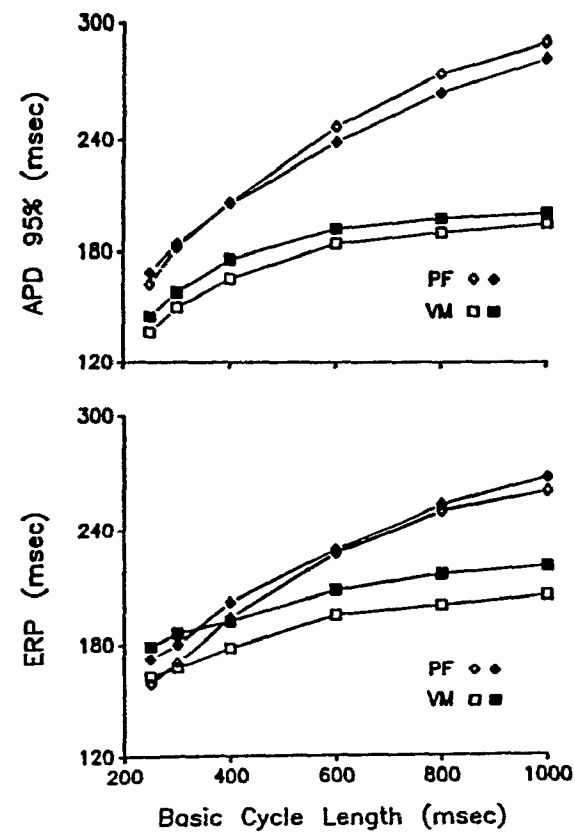 300
240
180
120
APD 95% (msec)
PF
VM
300
240
180
120
ERP (msec)
PF
VM
200 400 600 800 1000
Basic Cycle Length (msec)